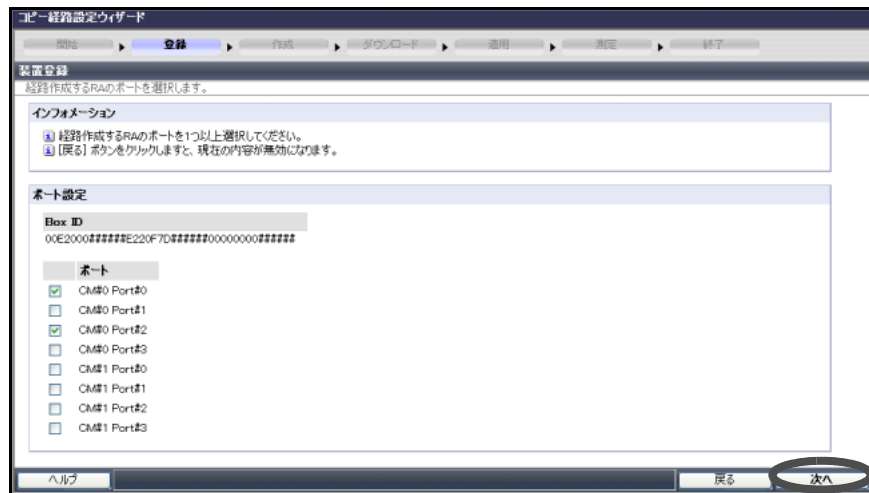 コピー経路設定ウィザード
開始 登録 作成 ダウンロード 適用 測定 終了
装置登録
経路作成するRAのポートを選択します。
インフォメーション
経路作成するRAのポートを1つ以上選択してください。
[戻る] ボタンをクリックしますと、現在の内容が無効になります。
ポート設定
Box ID
00E2000######E220F7D######00000000######
ポート
CM#0 Port#0
CM#0 Port#1
CM#0 Port#2
CM#0 Port#3
CM#1 Port#0
CM#1 Port#1
CM#1 Port#2
CM#1 Port#3
ヘルプ 戻る 次へ